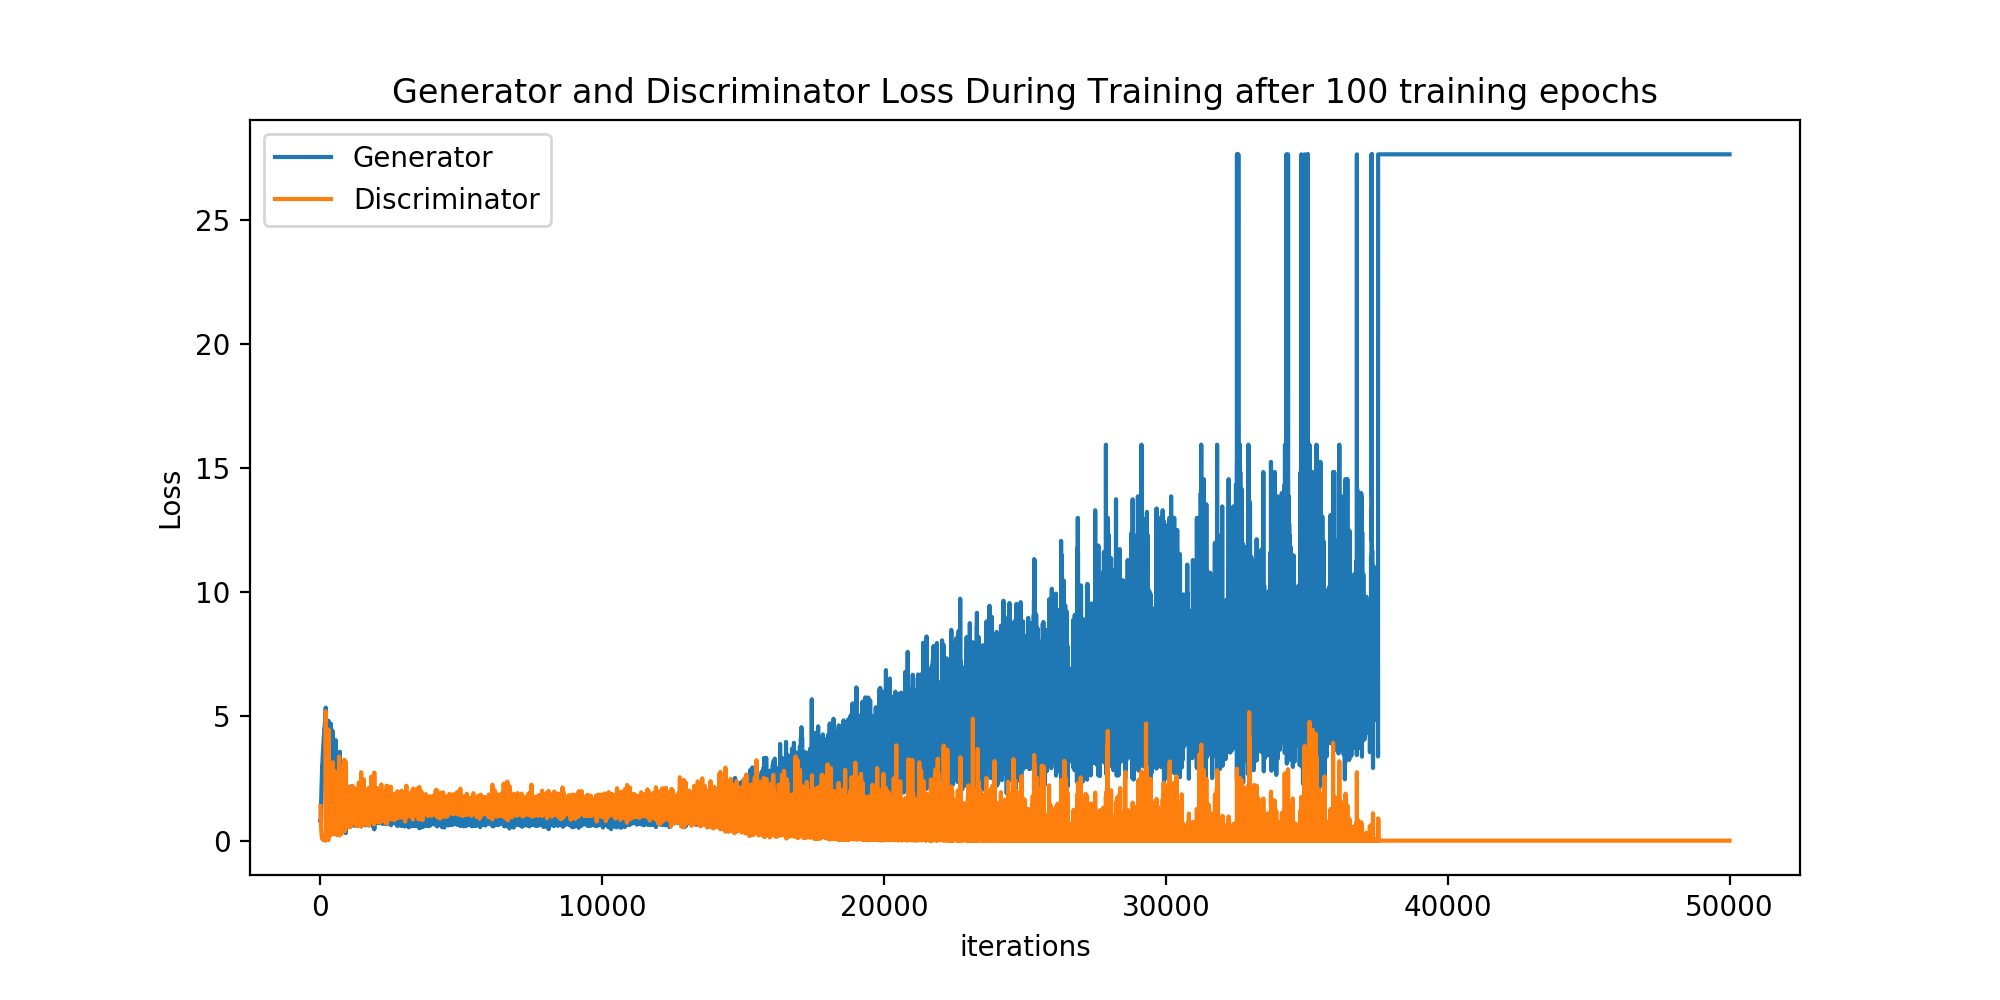 Generator and Discriminator Loss During Training after 100 training epochs
Generator
Discriminator
25
20
15
10
5
0
Loss
0 10000 20000 30000 40000 50000
iterations